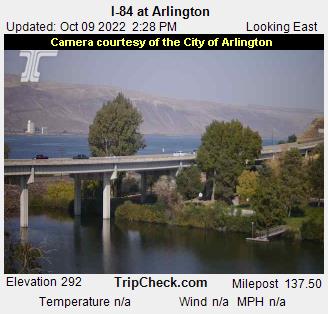 I-84 at Arlington
Updated: Oct 09 2022 2:28 PM Looking East
Camera courtesy of the City of Arlington
Elevation 292 TripCheck.com Milepost 137.50
Temperature n/a Wind n/a MPH n/a